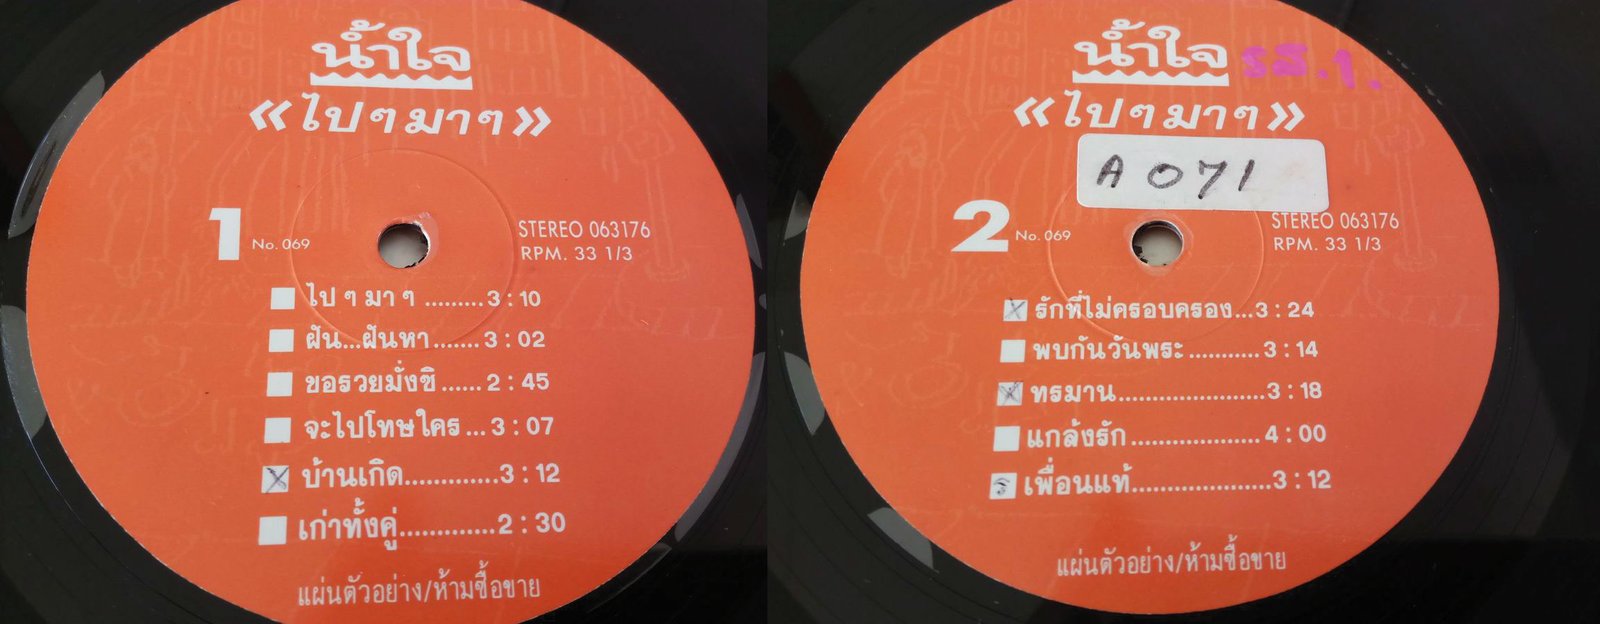 น้ำใจ
«ไปๆมาๆ»
1 No. 069
STEREO 063176
RPM. 33 1/3
ไปๆมาๆ.........3:10
ฝัน...ฝันหา.......3:02
ขอรวยมั่งซิ......2:45
จะไปโทษใคร...3:07
บ้านเกิด.............3:12
เก่าทั้งคู่.............2:30
แผ่นตัวอย่าง/ห้ามซื้อขาย
น้ำใจ รส.1.
«ไปๆมาๆ»
A 071
2 No. 069
STEREO 063176
RPM. 33 1/3
รักที่ไม่ครอบครอง...3:24
พบกันวันพระ...........3:14
ทรมาน......................3:18
แกล้งรัก...................4:00
เพื่อนแท้....................3:12
แผ่นตัวอย่าง/ห้ามซื้อขาย